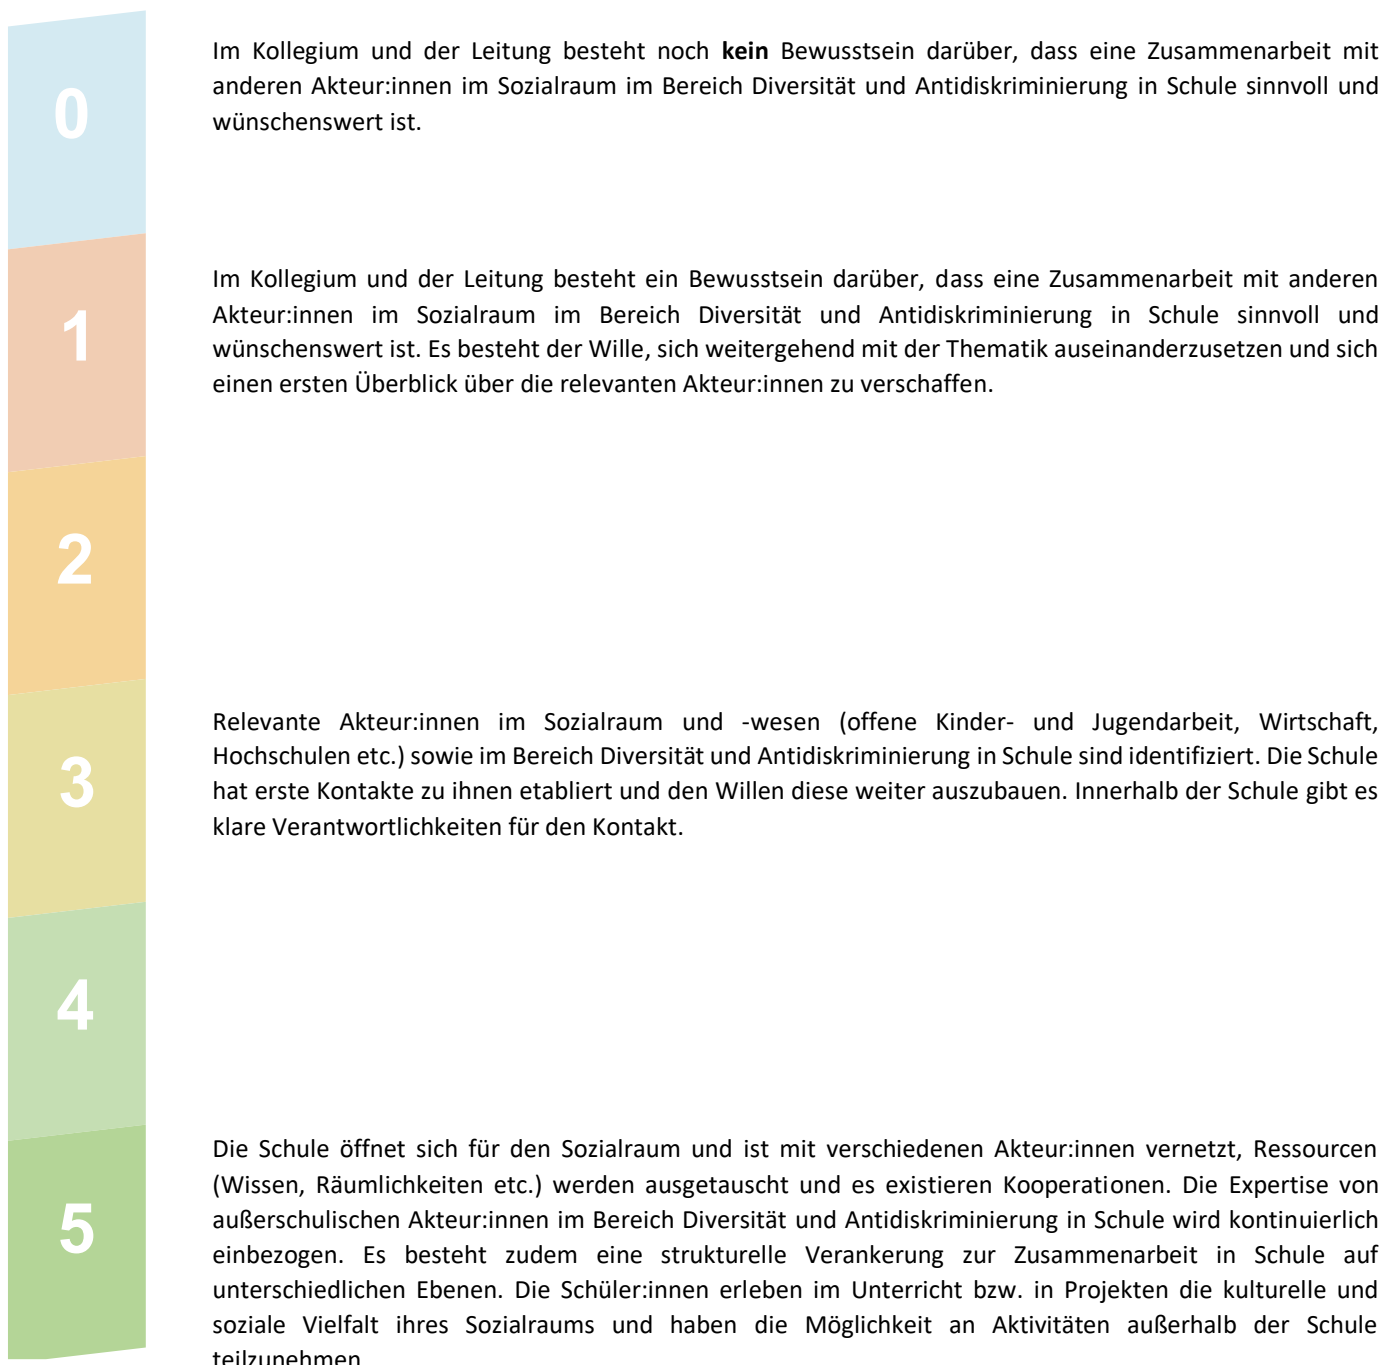 0
Im Kollegium und der Leitung besteht noch kein Bewusstsein darüber, dass eine Zusammenarbeit mit
anderen Akteur:innen im Sozialraum im Bereich Diversität und Antidiskriminierung in Schule sinnvoll und
wünschenswert ist.
1
Im Kollegium und der Leitung besteht ein Bewusstsein darüber, dass eine Zusammenarbeit mit anderen
Akteur:innen im Sozialraum im Bereich Diversität und Antidiskriminierung in Schule sinnvoll und
wünschenswert ist. Es besteht der Wille, sich weitergehend mit der Thematik auseinanderzusetzen und sich
einen ersten Überblick über die relevanten Akteur:innen zu verschaffen.
2
3
Relevante Akteur:innen im Sozialraum und -wesen (offene Kinder- und Jugendarbeit, Wirtschaft,
Hochschulen etc.) sowie im Bereich Diversität und Antidiskriminierung in Schule sind identifiziert. Die Schule
hat erste Kontakte zu ihnen etabliert und den Willen diese weiter auszubauen. Innerhalb der Schule gibt es
klare Verantwortlichkeiten für den Kontakt.
4
5
Die Schule öffnet sich für den Sozialraum und ist mit verschiedenen Akteur:innen vernetzt, Ressourcen
(Wissen, Räumlichkeiten etc.) werden ausgetauscht und es existieren Kooperationen. Die Expertise von
außerschulischen Akteur:innen im Bereich Diversität und Antidiskriminierung in Schule wird kontinuierlich
einbezogen. Es besteht zudem eine strukturelle Verankerung zur Zusammenarbeit in Schule auf
unterschiedlichen Ebenen. Die Schüler:innen erleben im Unterricht bzw. in Projekten die kulturelle und
soziale Vielfalt ihres Sozialraums und haben die Möglichkeit an Aktivitäten außerhalb der Schule
teilzunehmen